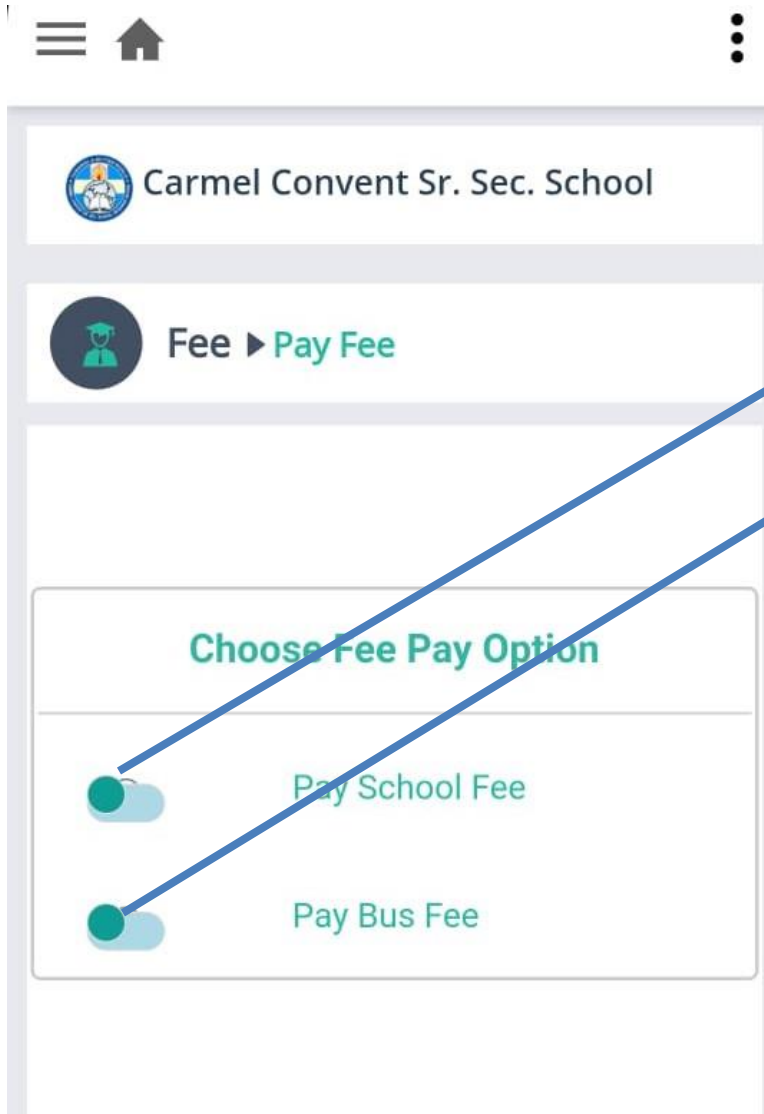 Carmel Convent Sr. Sec. School
Fee ▶ Pay Fee
Choose Fee Pay Option
Pay School Fee
Pay Bus Fee